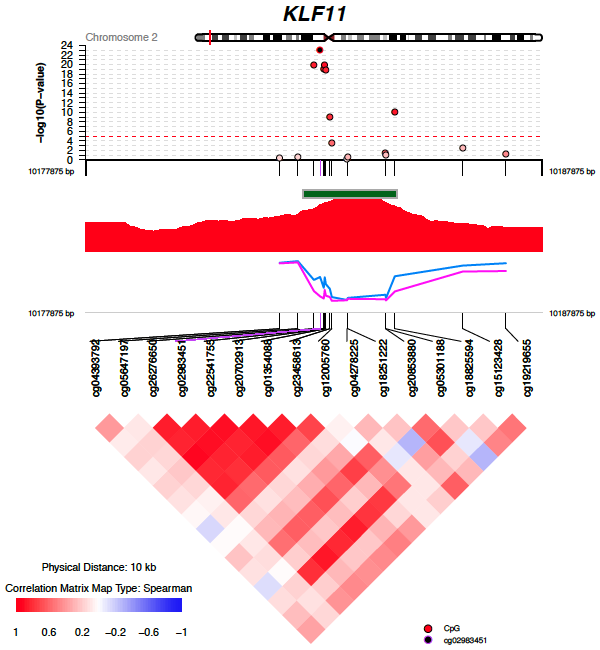 KLF11
Chromosome 2
−log10(P−value)
24
22
20
18
16
14
12
10
8
6
4
2
0
10177875 bp
10187875 bp
10177875 bp
10187875 bp
cg04393792
cg05647197
cg26276650
cg02983451
cg20702913
cg01354088
cg23458613
cg12005760
cg04278225
cg18251222
cg20853880
cg05301188
cg18825594
cg15123428
cg19219655
Physical Distance: 10 kb
Correlation Matrix Map Type: Spearman
1 0.6 0.2 −0.2 −0.6 −1
CpG
cg02983451